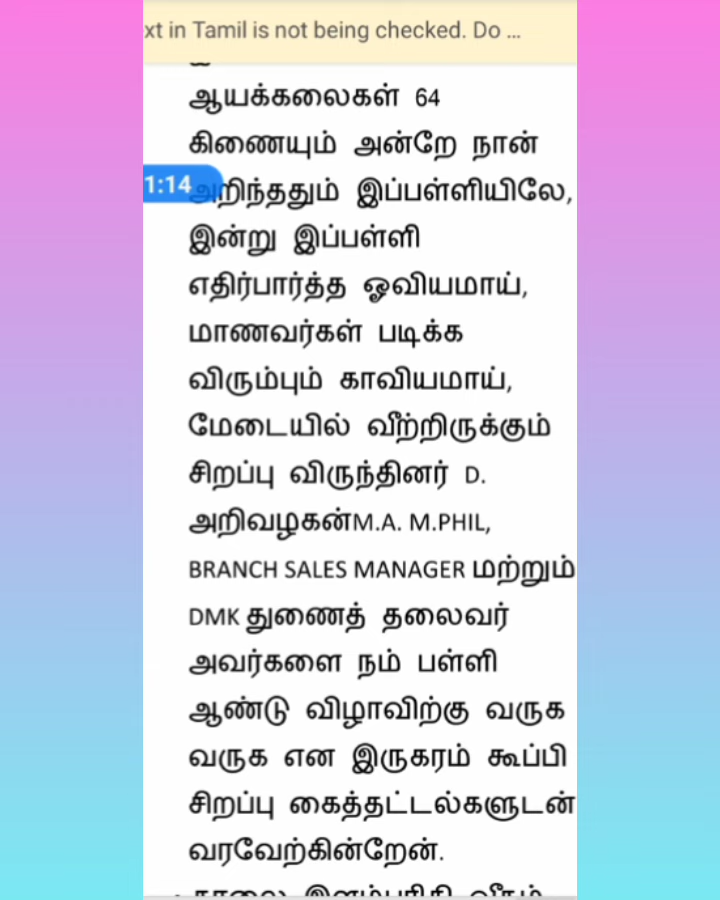 xt in Tamil is not being checked. Do ...
ஆயக்கலைகள் 64
கிணையும் அன்றே நான்
1:14
அறிந்ததும் இப்பள்ளியிலே,
இன்று இப்பள்ளி
எதிர்பார்த்த ஓவியமாய்,
மாணவர்கள் படிக்க
விரும்பும் காவியமாய்,
மேடையில் வீற்றிருக்கும்
சிறப்பு விருந்தினர் D.
அறிவழகன்M.A. M.PHIL,
BRANCH SALES MANAGER மற்றும்
DMK துணைத் தலைவர்
அவர்களை நம் பள்ளி
ஆண்டு விழாவிற்கு வருக
வருக என இருகரம் கூப்பி
சிறப்பு கைத்தட்டல்களுடன்
வரவேற்கின்றேன்.